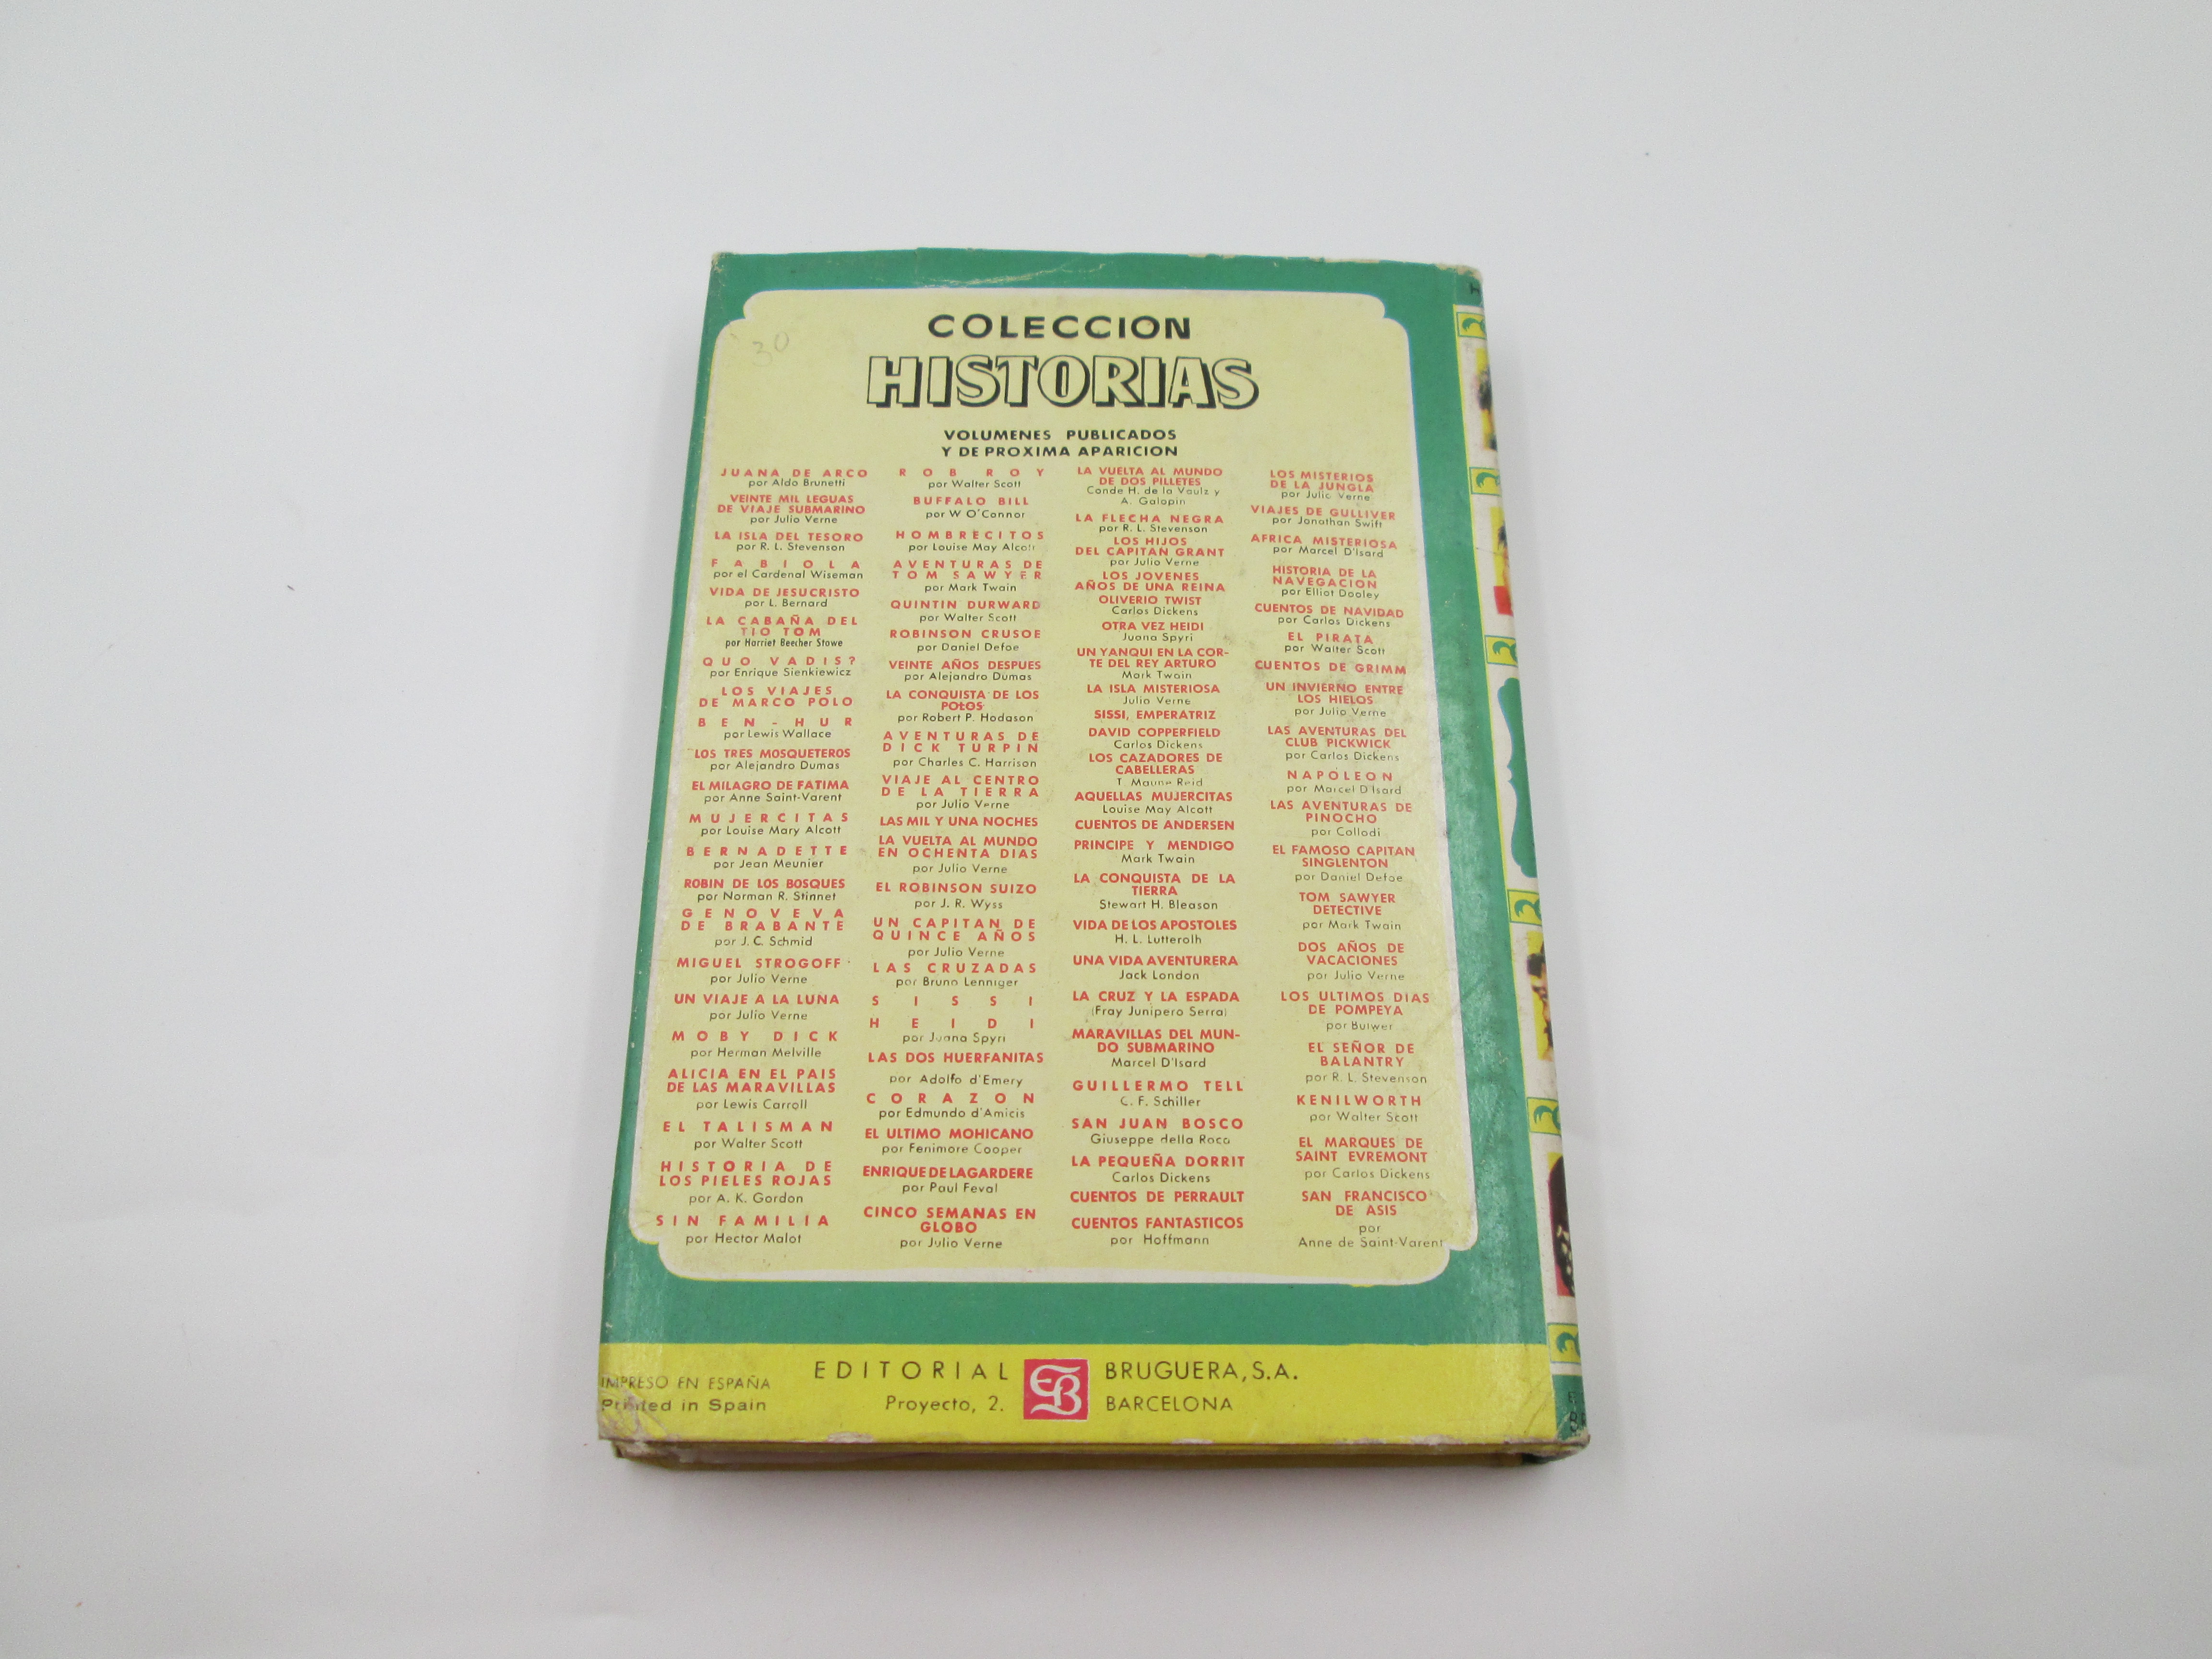 30
COLECCION
HISTORIAS
VOLUMENES PUBLICADOS
Y DE PROXIMA APARICION
JUANA DE ARCO
por Aldo Brunetti
VEINTE MIL LEGUAS
DE VIAJE SUBMARINO
por Julio Verne
LA ISLA DEL TESORO
por R. L. Stevenson
FABIOLA
por el Cardenal Wiseman
VIDA DE JESUCRISTO
por L. Bernard
LA CABAÑA DEL
TIO TOM
por Harriet Beecher Stowe
QUO VADIS?
por Enrique Sienkiewicz
LOS VIAJES
DE MARCO POLO
BEN-HUR
por Lewis Wallace
LOS TRES MOSQUETEROS
por Alejandro Dumas
EL MILAGRO DE FATIMA
por Anne Saint-Varent
MUJERCITAS
por Louise Mary Alcott
BERNADETTE
por Jean Meunier
ROBIN DE LOS BOSQUES
por Norman R. Stinnet
GENOVEVA
DE BRABANTE
por J. C. Schmid
MIGUEL STROGOFF
por Julio Verne
UN VIAJE A LA LUNA
por Julio Verne
MOBY DICK
por Herman Melville
ALICIA EN EL PAIS
DE LAS MARAVILLAS
por Lewis Carroll
EL TALISMAN
por Walter Scott
HISTORIA DE
LOS PIELES ROJAS
por A. K. Gordon
SIN FAMILIA
por Hector Malot
ROB ROY
por Walter Scott
BUFFALO BILL
por W O'Connor
HOMBRECITOS
por Louise May Alcott
AVENTURAS DE
TOM SAWYER
por Mark Twain
QUINTIN DURWARD
por Walter Scott
ROBINSON CRUSOE
por Daniel Defoe
VEINTE AÑOS DESPUES
por Alejandro Dumas
LA CONQUISTA DE LOS
POLOS
por Robert P. Hodason
AVENTURAS DE
DICK TURPIN
por Charles C. Harrison
VIAJE AL CENTRO
DE LA TIERRA
por Julio Verne
LAS MIL Y UNA NOCHES
LA VUELTA AL MUNDO
EN OCHENTA DIAS
por Julio Verne
EL ROBINSON SUIZO
por J. R. Wyss
UN CAPITAN DE
QUINCE AÑOS
por Julio Verne
LAS CRUZADAS
por Bruno Lenniger
SISSI
HEIDI
por Juana Spyri
LAS DOS HUERFANITAS
por Adolfo d'Emery
CORAZON
por Edmundo d'Amicis
EL ULTIMO MOHICANO
por Fenimore Cooper
ENRIQUE DE LAGARDERE
por Paul Feval
CINCO SEMANAS EN
GLOBO
por Julio Verne
LA VUELTA AL MUNDO
DE DOS PILLETES
Conde H. de la Vaulx y
A. Galopin
LA FLECHA NEGRA
por R. L. Stevenson
LOS HIJOS
DEL CAPITAN GRANT
por Julio Verne
LOS JOVENES
AÑOS DE UNA REINA
OLIVERIO TWIST
Carlos Dickens
OTRA VEZ HEIDI
Juana Spyri
UN YANQUI EN LA COR-
TE DEL REY ARTURO
Mark Twain
LA ISLA MISTERIOSA
Julio Verne
SISSI, EMPERATRIZ
DAVID COPPERFIELD
Carlos Dickens
LOS CAZADORES DE
CABELLERAS
T. Mayne Reid
AQUELLAS MUJERCITAS
Louise May Alcott
CUENTOS DE ANDERSEN
PRINCIPE Y MENDIGO
Mark Twain
LA CONQUISTA DE LA
TIERRA
Stewart H. Bleason
VIDA DE LOS APOSTOLES
H. L. Lutterolh
UNA VIDA AVENTURERA
Jack London
LA CRUZ Y LA ESPADA
(Fray Junipero Serra)
MARAVILLAS DEL MUN-
DO SUBMARINO
Marcel D'Isard
GUILLERMO TELL
C. F. Schiller
SAN JUAN BOSCO
Giuseppe della Roca
LA PEQUEÑA DORRIT
Carlos Dickens
CUENTOS DE PERRAULT
CUENTOS FANTASTICOS
por Hoffmann
LOS MISTERIOS
DE LA JUNGLA
por Julio Verne
VIAJES DE GULLIVER
por Jonathan Swift
AFRICA MISTERIOSA
por Marcel D'Isard
HISTORIA DE LA
NAVEGACION
por Elliot Dooley
CUENTOS DE NAVIDAD
por Carlos Dickens
EL PIRATA
por Walter Scott
CUENTOS DE GRIMM
UN INVIERNO ENTRE
LOS HIELOS
por Julio Verne
LAS AVENTURAS DEL
CLUB PICKWICK
por Carlos Dickens
NAPOLEON
por Marcel D'Isard
LAS AVENTURAS DE
PINOCHO
por Collodi
EL FAMOSO CAPITAN
SINGLENTON
por Daniel Defoe
TOM SAWYER
DETECTIVE
por Mark Twain
DOS AÑOS DE
VACACIONES
por Julio Verne
LOS ULTIMOS DIAS
DE POMPEYA
por Bulwer
EL SEÑOR DE
BALANTRY
por R. L. Stevenson
KENILWORTH
por Walter Scott
EL MARQUES DE
SAINT EVREMONT
por Carlos Dickens
SAN FRANCISCO
DE ASIS
por
Anne de Saint-Varent
IMPRESO EN ESPAÑA
Printed in Spain
EDITORIAL EB BRUGUERA, S.A.
Proyecto, 2. BARCELONA